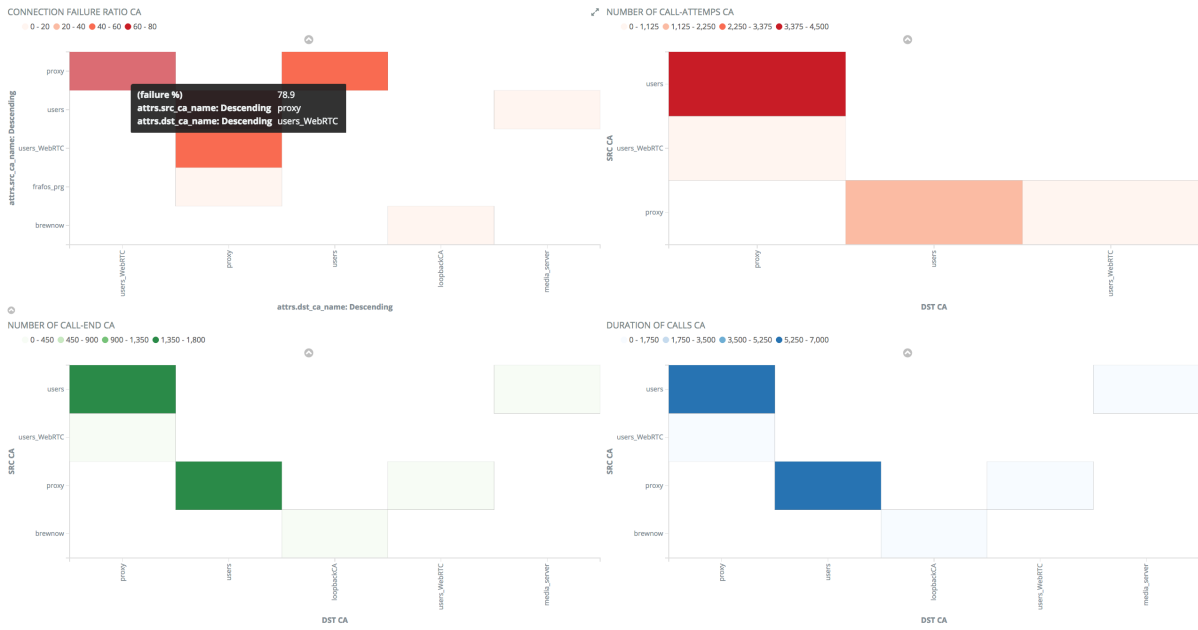 CONNECTION FAILURE RATIO CA
0 - 20 20 - 40 40 - 60 60 - 80
attrs.src_ca_name: Descending
proxy
users
users_WebRTC
frafos_prg
brewnow
(failure %) 78.9
attrs.src_ca_name: Descending proxy
attrs.dst_ca_name: Descending users_WebRTC
users_WebRTC
proxy
users
loopbackCA
media_server
attrs.dst_ca_name: Descending
NUMBER OF CALL-ATTEMPS CA
0 - 1,125 1,125 - 2,250 2,250 - 3,375 3,375 - 4,500
SRC CA
users
users_WebRTC
proxy
proxy
users
users_WebRTC
DST CA
NUMBER OF CALL-END CA
0 - 450 450 - 900 900 - 1,350 1,350 - 1,800
SRC CA
users
users_WebRTC
proxy
brewnow
proxy
users
loopbackCA
users_WebRTC
media_server
DST CA
DURATION OF CALLS CA
0 - 1,750 1,750 - 3,500 3,500 - 5,250 5,250 - 7,000
SRC CA
users
users_WebRTC
proxy
brewnow
proxy
users
loopbackCA
users_WebRTC
media_server
DST CA